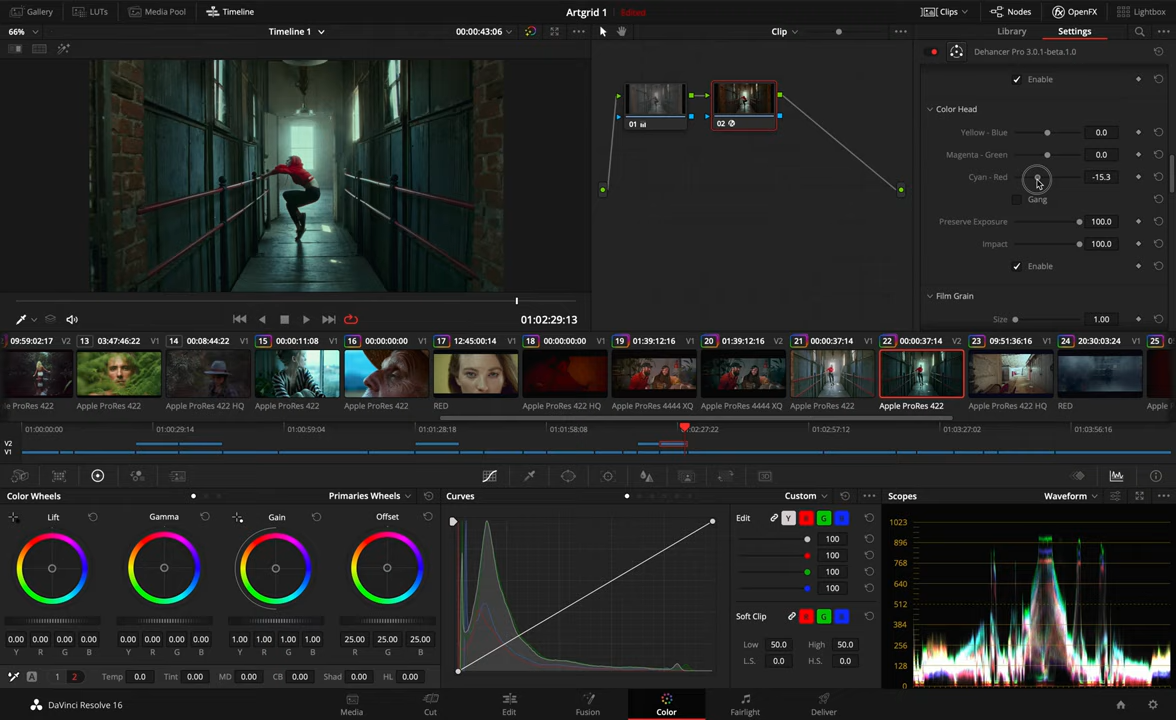 Gallery LUTs Media Pool Timeline Artgrid 1 Edited Clips Nodes OpenFX Lightbox
66% Timeline 1 00:00:43:06 Clip Library Settings
Dehancer Pro 3.0.1-beta.1.0
Enable
Color Head
Yellow - Blue 0.0
Magenta - Green 0.0
Cyan - Red -15.3
Gang
Preserve Exposure 100.0
Impact 100.0
Enable
Film Grain
Size 1.00
01
02
01:02:29:13
09:59:02:17 V2 13 03:47:46:22 V1 14 00:08:44:22 V1 15 00:00:11:08 V1 16 00:00:00:00 V1 17 12:45:00:14 V1 18 00:00:00:00 V1 19 01:39:12:16 V1 20 01:39:12:16 V2 21 00:00:37:14 V1 22 00:00:37:14 V2 23 09:51:36:16 V1 24 20:30:03:24 V1 25
le ProRes 422 Apple ProRes 422 Apple ProRes 422 HQ Apple ProRes 422 Apple ProRes 422 RED Apple ProRes 422 HQ Apple ProRes 4444 XQ Apple ProRes 4444 XQ Apple ProRes 422 Apple ProRes 422 Apple ProRes 422 HQ RED Apple
01:00:00:00 01:00:29:14 01:00:59:04 01:01:28:18 01:01:58:08 01:02:27:22 01:02:57:12 01:03:27:02 01:03:56:16
V2
V1
Color Wheels Primaries Wheels Curves Custom Scopes Waveform
Lift Gamma Gain Offset Edit Y R G B
100
100
100
100
Soft Clip R G B
Low 50.0 High 50.0
L.S. 0.0 H.S. 0.0
0.00 0.00 0.00 0.00 0.00 0.00 0.00 0.00 1.00 1.00 1.00 1.00 25.00 25.00 25.00
Y R G B Y R G B Y R G B R G B
A 1 2 Temp 0.0 Tint 0.00 MD 0.00 CB 0.00 Shad 0.00 HL 0.00
1023
896
768
640
512
384
256
128
0
DaVinci Resolve 16 Media Cut Edit Fusion Color Fairlight Deliver